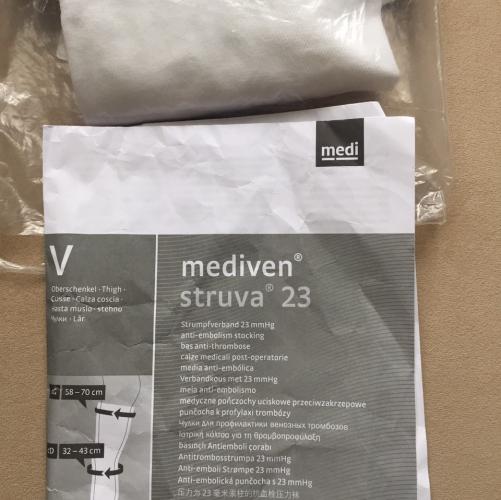 medi
V
Oberschenkel · Thigh ·
Cusse · Calza coscia ·
Hasta muslo · stehno
Чулки · Lår
58 – 70 cm
32 – 43 cm
mediven®
struva® 23
Strumpfverband 23 mmHg
anti-embolism stocking
bas anti-thrombose
calze medicali post-operatorie
media anti-embólica
Verbandkous met 23 mmHg
meia anti-embolismo
medyczne pończochy uciskowe przeciwzakrzepowe
punčocha k profylaxi trombózy
Чулки для профилактики венозных тромбозов
Ιατρική κάλτσα για τη θρομβοπροφύλαξη
basınçlı Antiemboli çorabı
Antitrombosstrumpa 23 mmHg
Anti-emboli Strømpe 23 mmHg
Anti-embolická punčocha s 23 mmHg
压力为 23 毫米汞柱的抗血栓压力袜